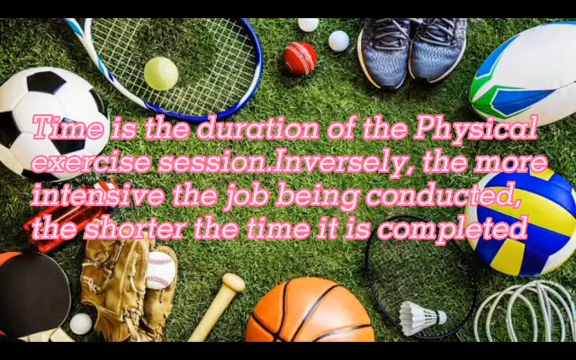 Time is the duration of the Physical
exercise session.Inversely, the more
intensive the job being conducted,
the shorter the time it is completed